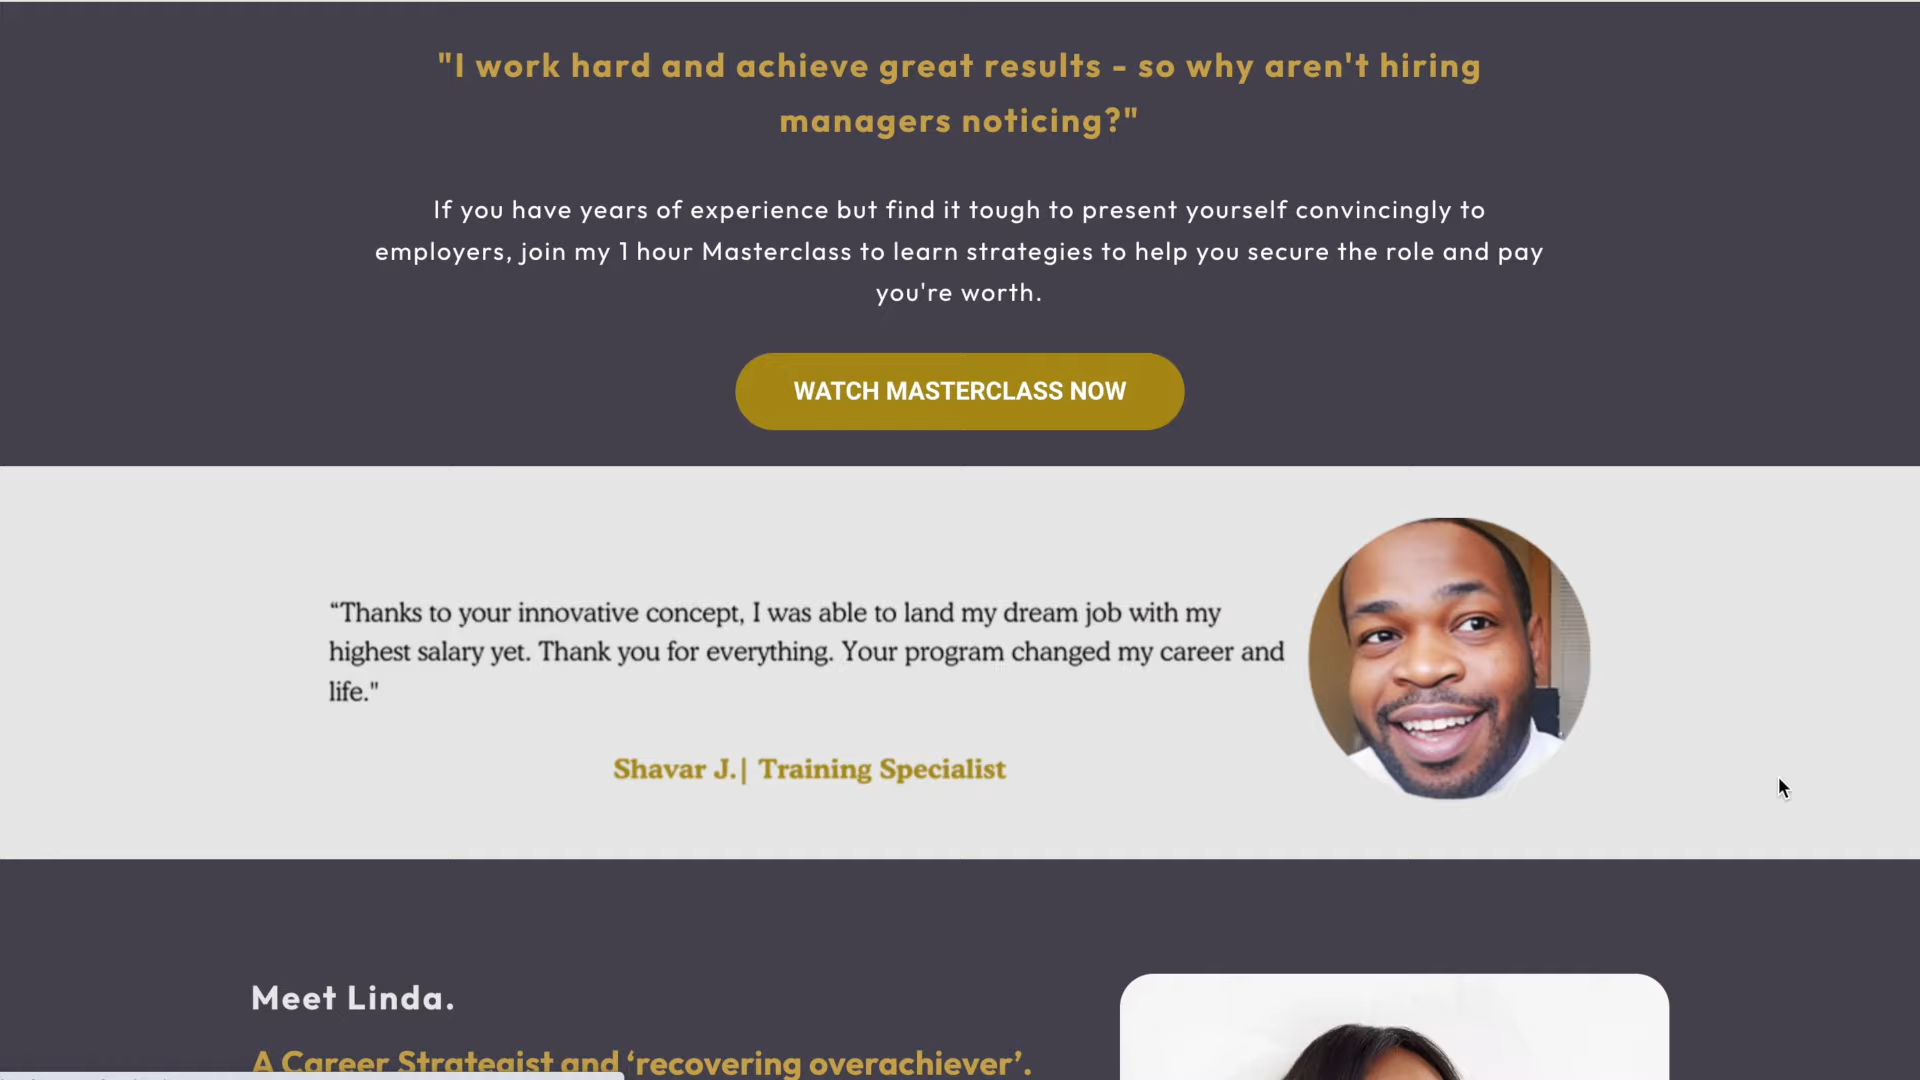 "I work hard and achieve great results - so why aren't hiring
managers noticing?"
If you have years of experience but find it tough to present yourself convincingly to
employers, join my 1 hour Masterclass to learn strategies to help you secure the role and pay
you're worth.
WATCH MASTERCLASS NOW
“Thanks to your innovative concept, I was able to land my dream job with my
highest salary yet. Thank you for everything. Your program changed my career and
life."
Shavar J.| Training Specialist
Meet Linda.
A Career Strategist and ‘recovering overachiever’.